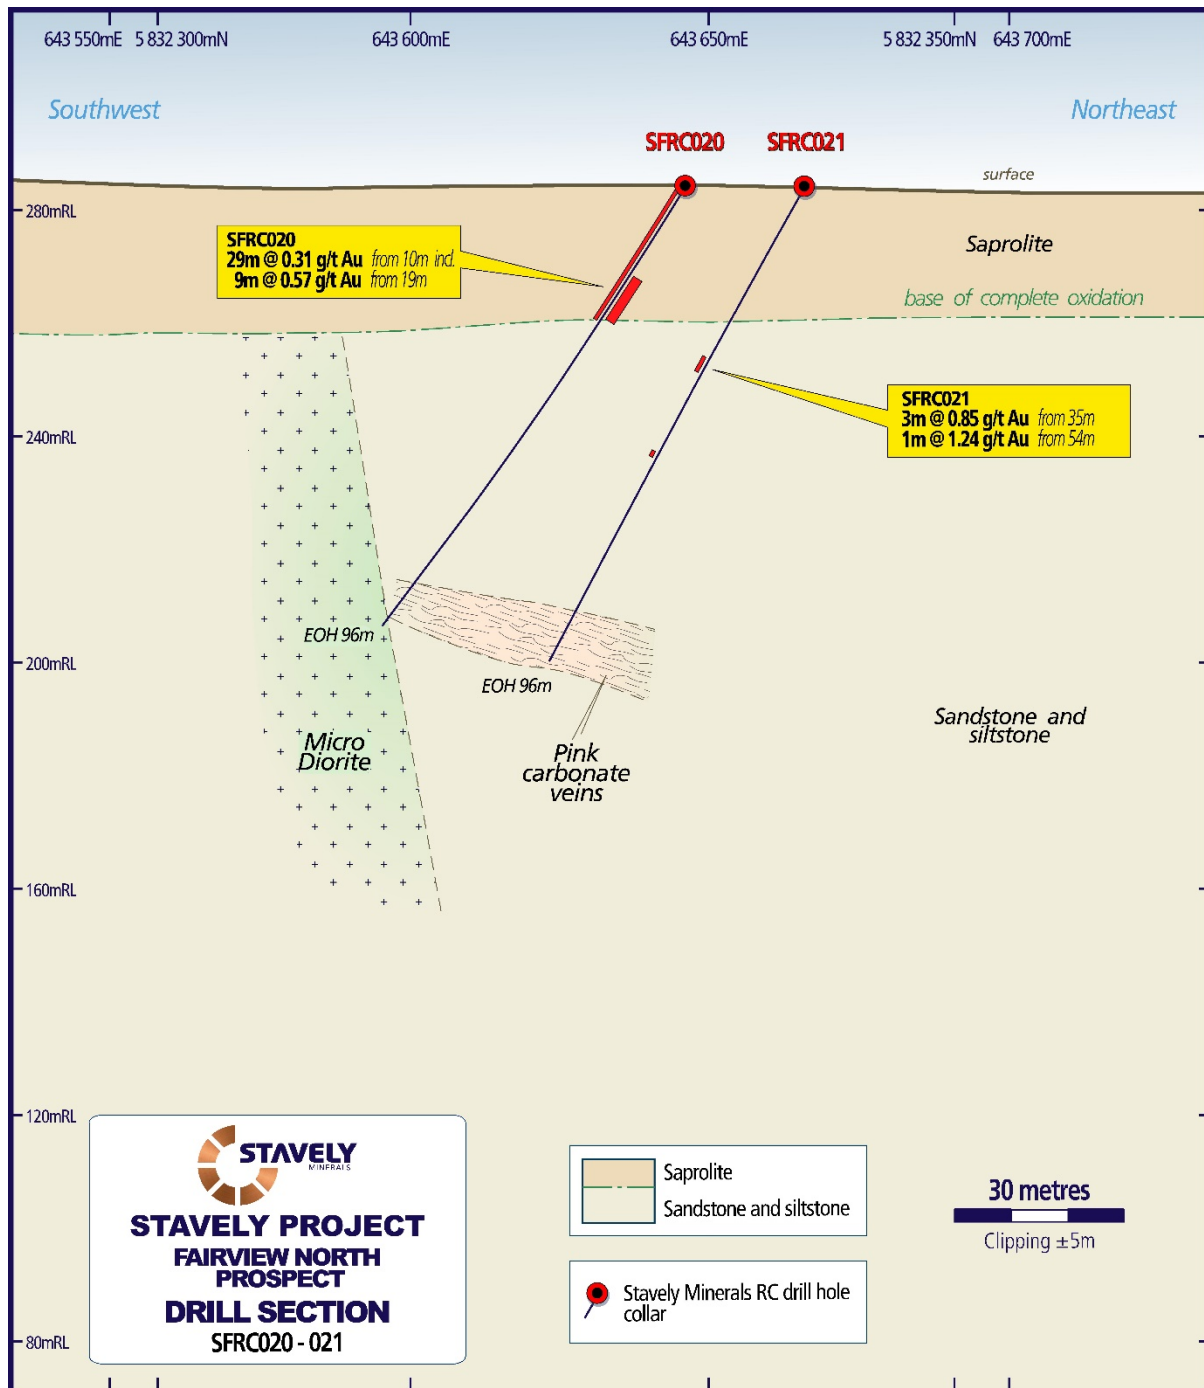 643 550mE 5 832 300mN 643 600mE 643 650mE 5 832 350mN 643 700mE
Southwest
Northeast
SFRC020 SFRC021
surface
280mRL
SFRC020
29m @ 0.31 g/t Au from 10m incl.
9m @ 0.57 g/t Au from 19m
Saprolite
base of complete oxidation
SFRC021
3m @ 0.85 g/t Au from 35m
1m @ 1.24 g/t Au from 54m
240mRL
EOH 96m
200mRL
EOH 96m
Micro
Diorite
Pink
carbonate
veins
Sandstone and
siltstone
160mRL
120mRL
STAVELY
MINERALS
STAVELY PROJECT
FAIRVIEW NORTH
PROSPECT
DRILL SECTION
SFRC020 - 021
Saprolite
Sandstone and siltstone
Stavely Minerals RC drill hole
collar
30 metres
Clipping ±5m
80mRL